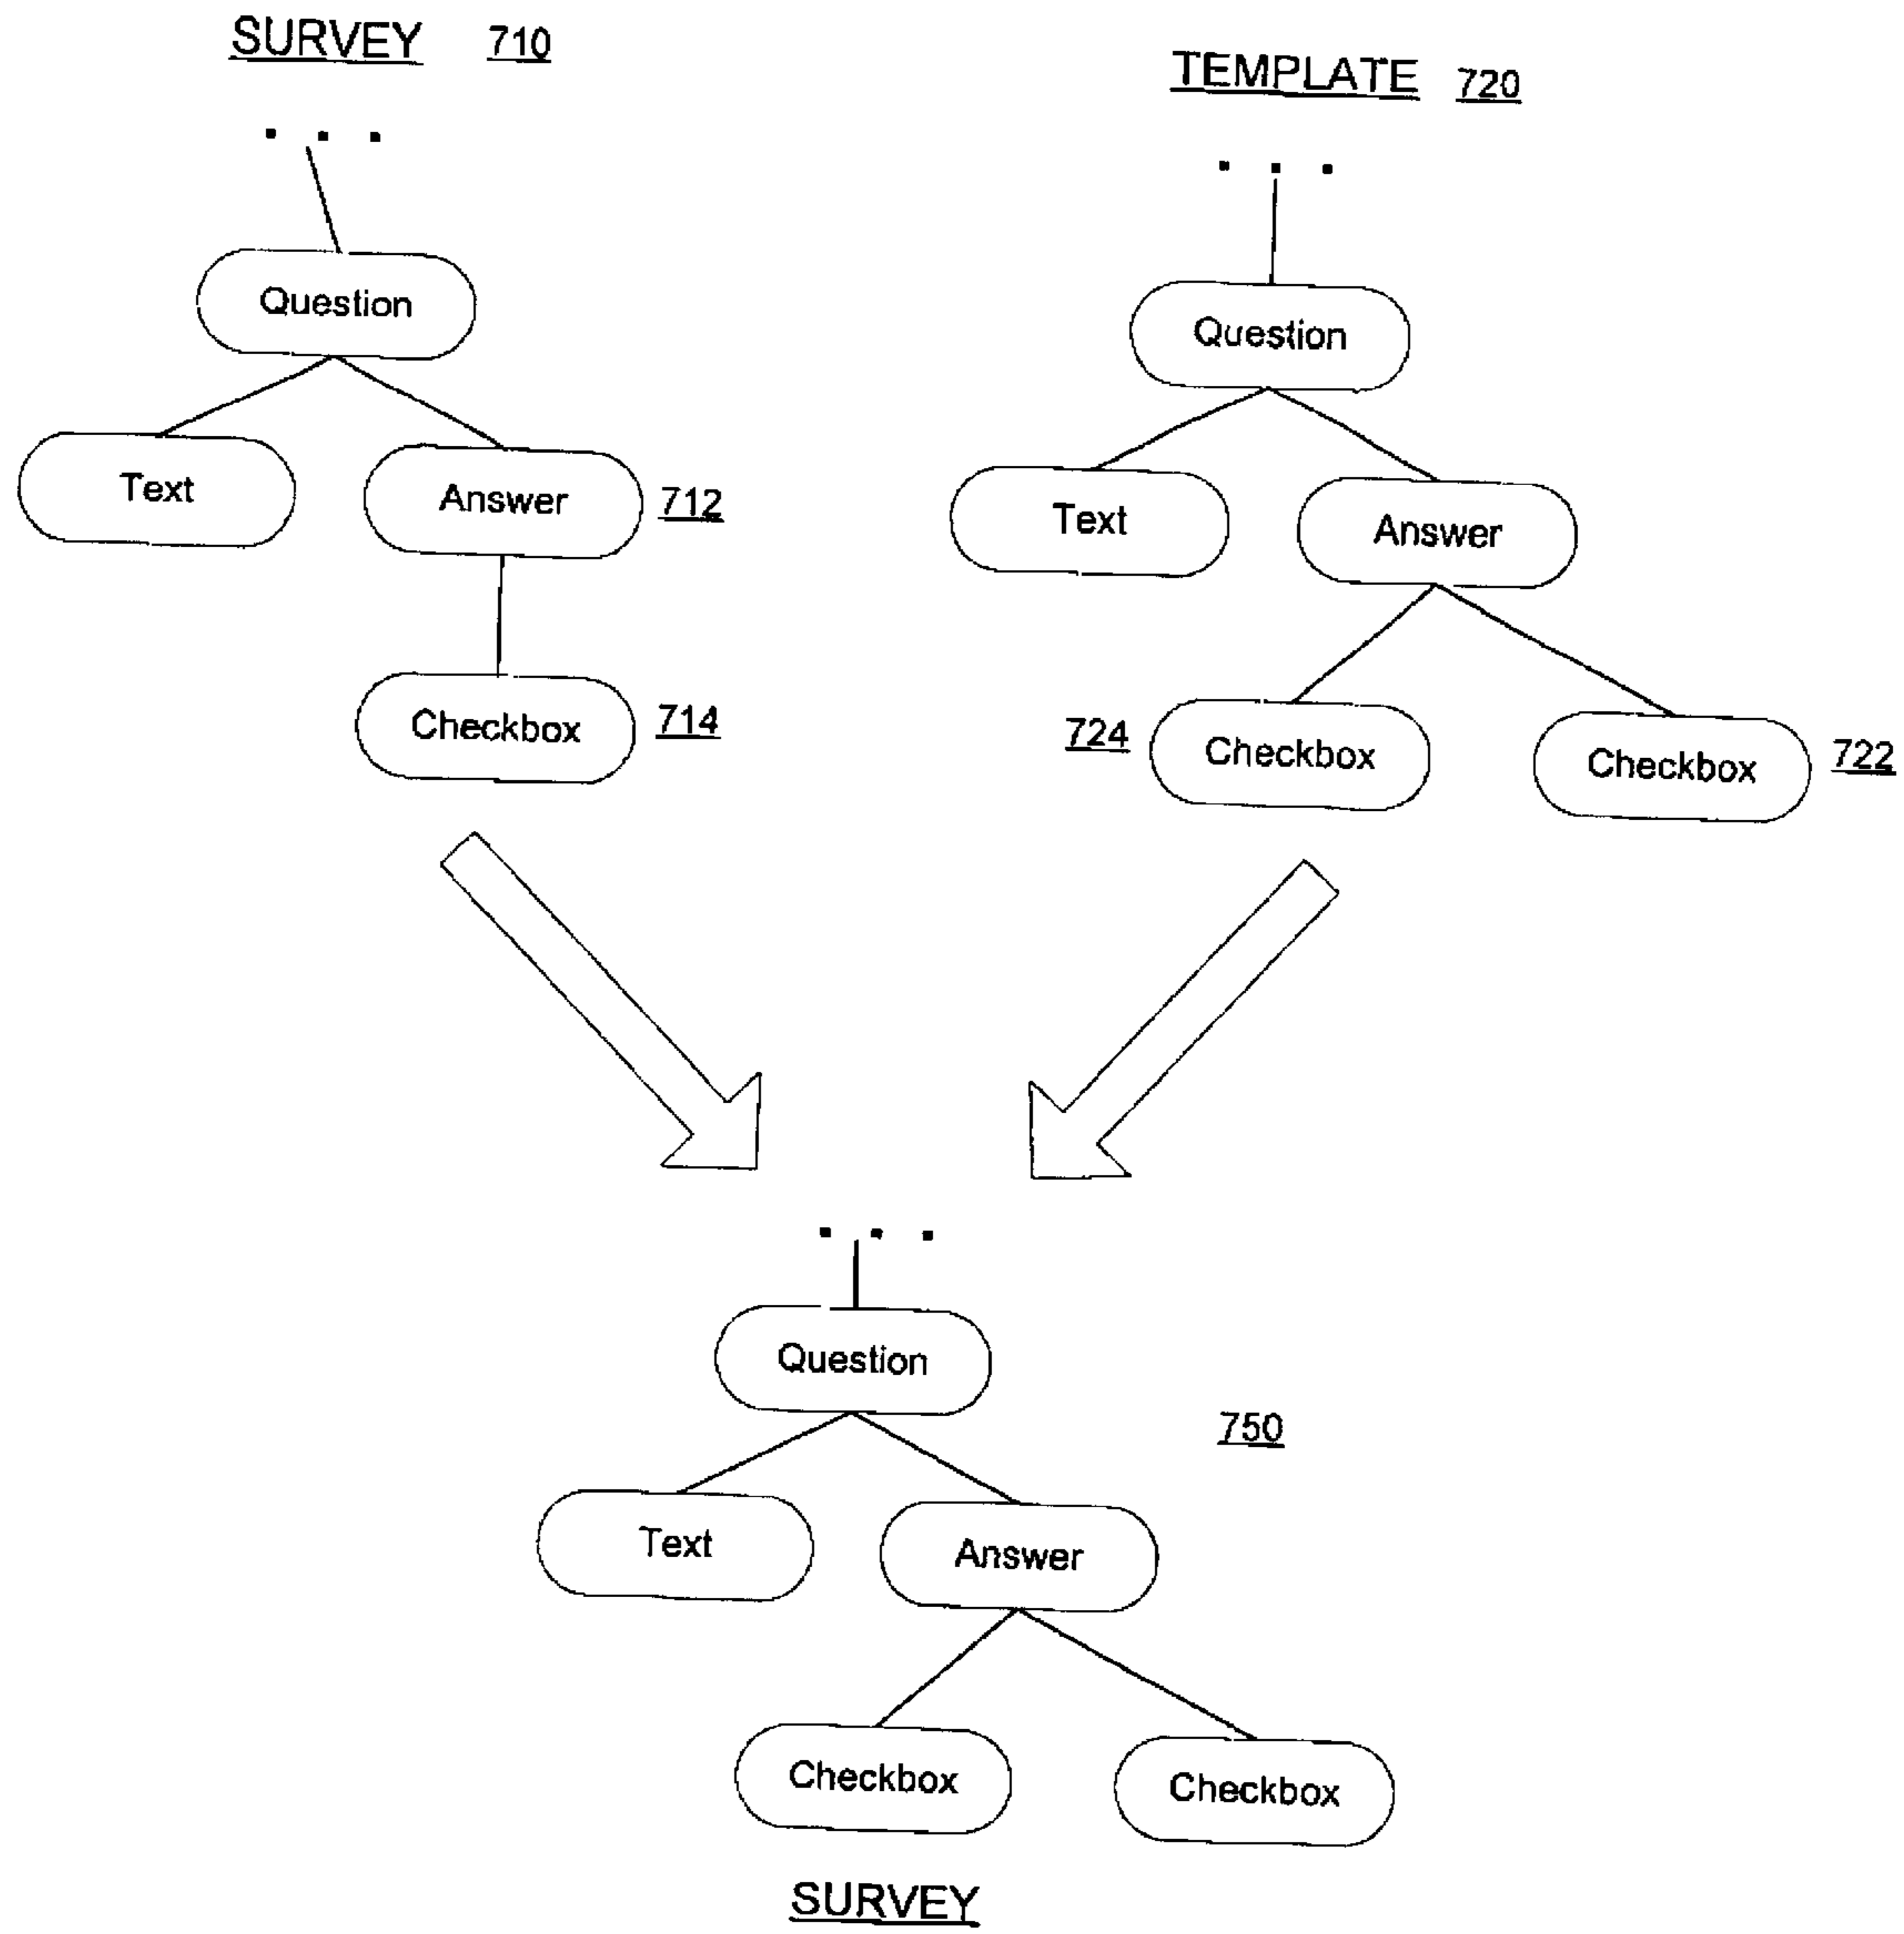 SURVEY 710
TEMPLATE 720
. . .
. . .
Question
Question
Text
Answer 712
Text
Answer
Checkbox 714
724 Checkbox
Checkbox 722
. . .
Question
750
Text
Answer
Checkbox
Checkbox
SURVEY